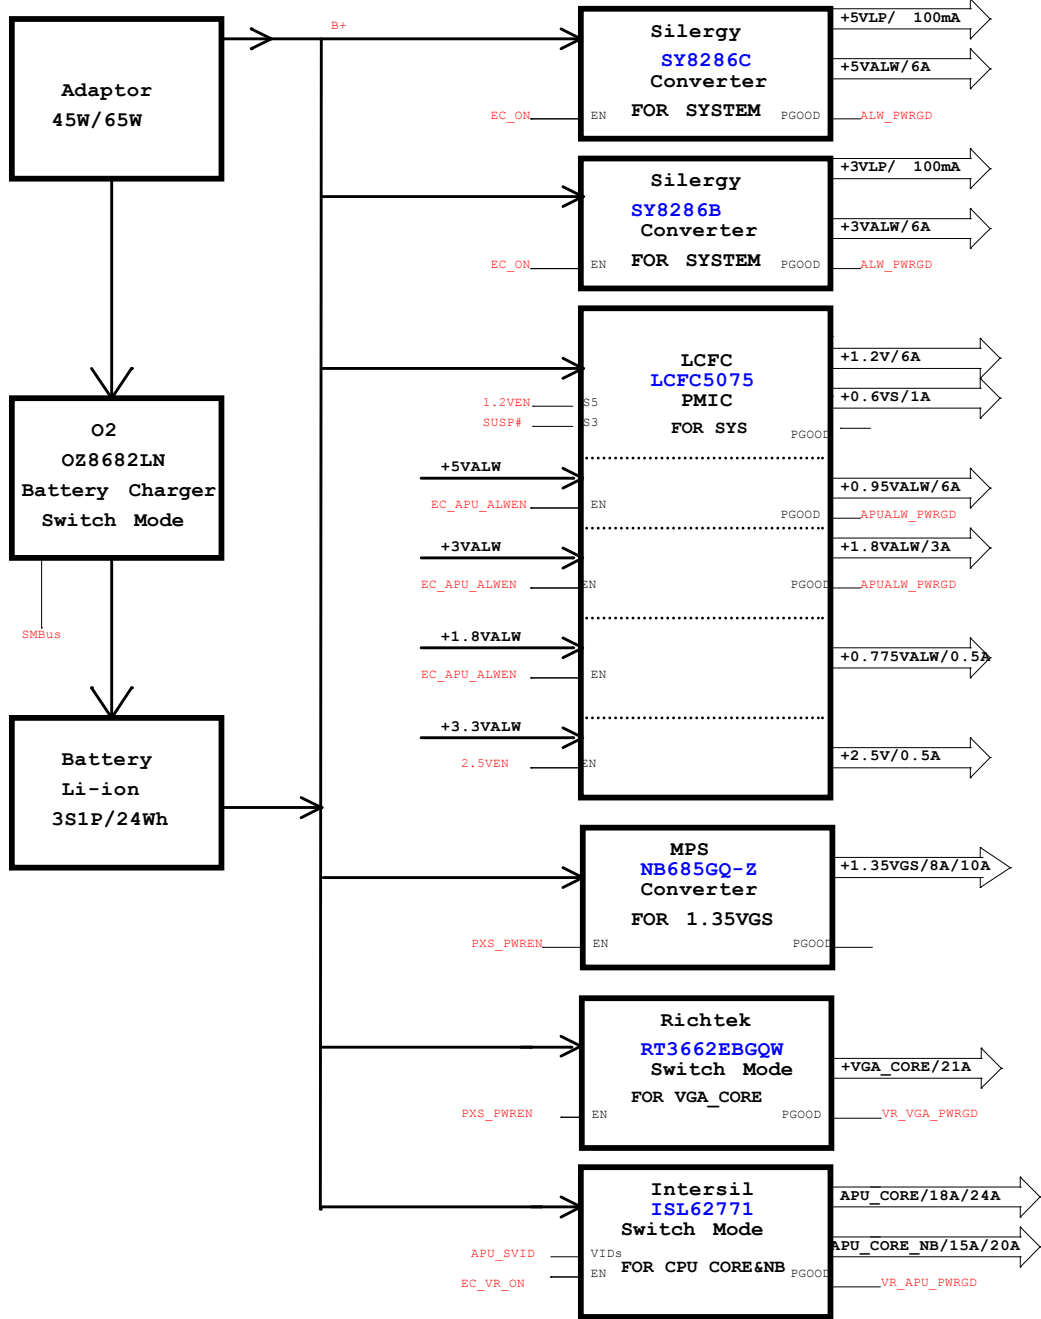 Adaptor
45W/65W
B+
Silergy
SY8286C
Converter
FOR SYSTEM
EC_ON
EN
PGOOD
ALW_PWRGD
+5VLP/ 100mA
+5VALW/6A
Silergy
SY8286B
Converter
FOR SYSTEM
EC_ON
EN
PGOOD
ALW_PWRGD
+3VLP/ 100mA
+3VALW/6A
O2
OZ8682LN
Battery Charger
Switch Mode
SMBus
Battery
Li-ion
3S1P/24Wh
LCFC
LCFC5075
PMIC
FOR SYS
1.2VEN
S5
SUSP#
S3
PGOOD
+1.2V/6A
+0.6VS/1A
+5VALW
EC_APU_ALWEN
EN
PGOOD
+0.95VALW/6A
APUALW_PWRGD
+3VALW
EC_APU_ALWEN
EN
PGOOD
+1.8VALW/3A
APUALW_PWRGD
+1.8VALW
EC_APU_ALWEN
EN
+0.775VALW/0.5A
+3.3VALW
2.5VEN
EN
+2.5V/0.5A
MPS
NB685GQ-Z
Converter
FOR 1.35VGS
PXS_PWREN
EN
PGOOD
+1.35VGS/8A/10A
Richtek
RT3662EBGQW
Switch Mode
FOR VGA_CORE
PXS_PWREN
EN
PGOOD
+VGA_CORE/21A
VR_VGA_PWRGD
Intersil
ISL62771
Switch Mode
FOR CPU CORE&NB
APU_SVID
VIDs
EC_VR_ON
EN
PGOOD
APU_CORE/18A/24A
APU_CORE_NB/15A/20A
VR_APU_PWRGD